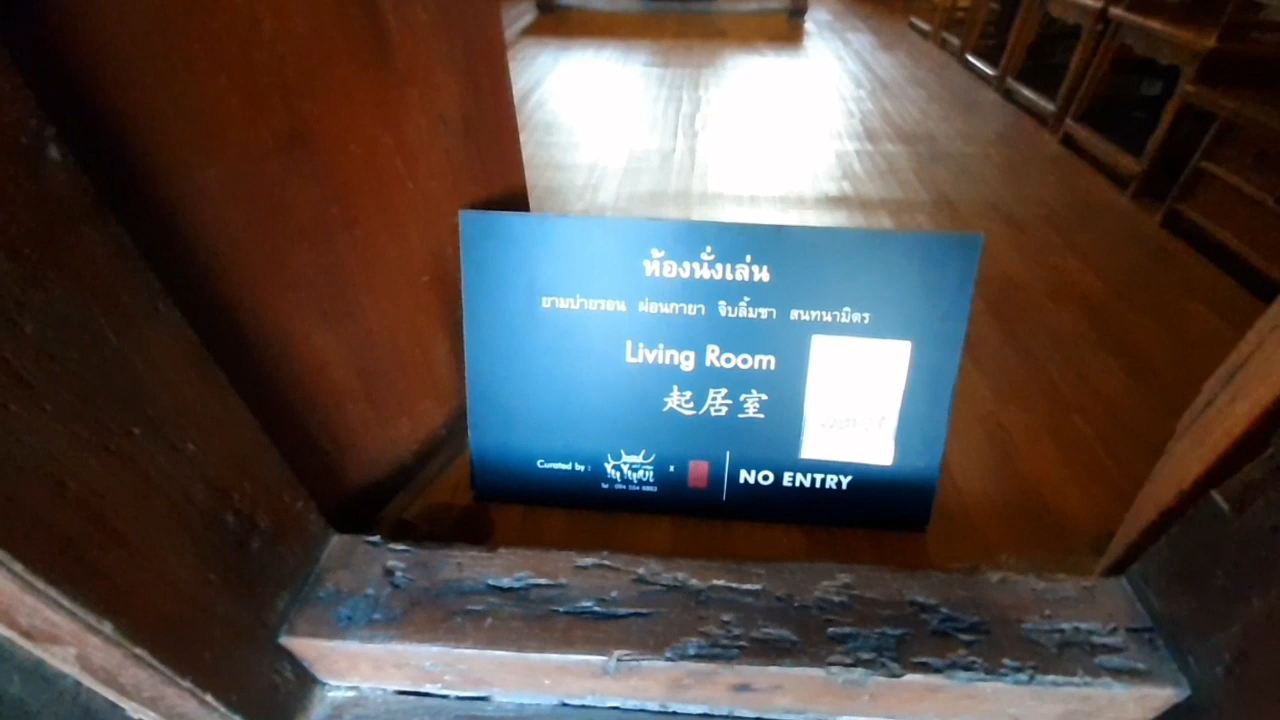 ห้องนั่งเล่น
ยามบ่ายรอน ผ่อนกายา จิบลิ้มชา สนทนามิตร
Living Room
起居室
Curated by :
x
NO ENTRY